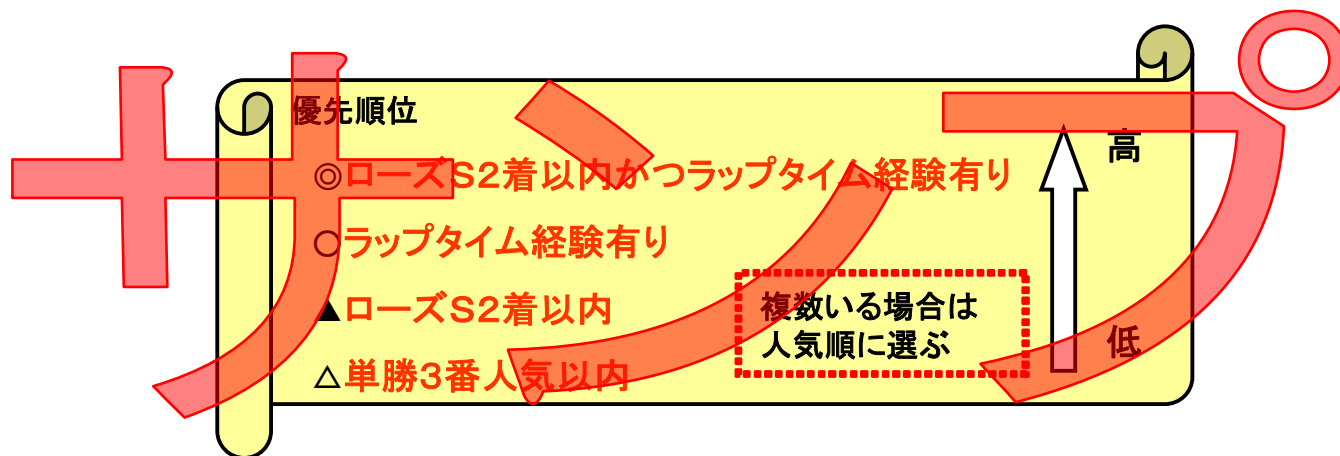 サンプ
優先順位
◎ローズS2着以内かつラップタイム経験有り
○ラップタイム経験有り
▲ローズS2着以内
△単勝3番人気以内
複数いる場合は
人気順に選ぶ
高
低